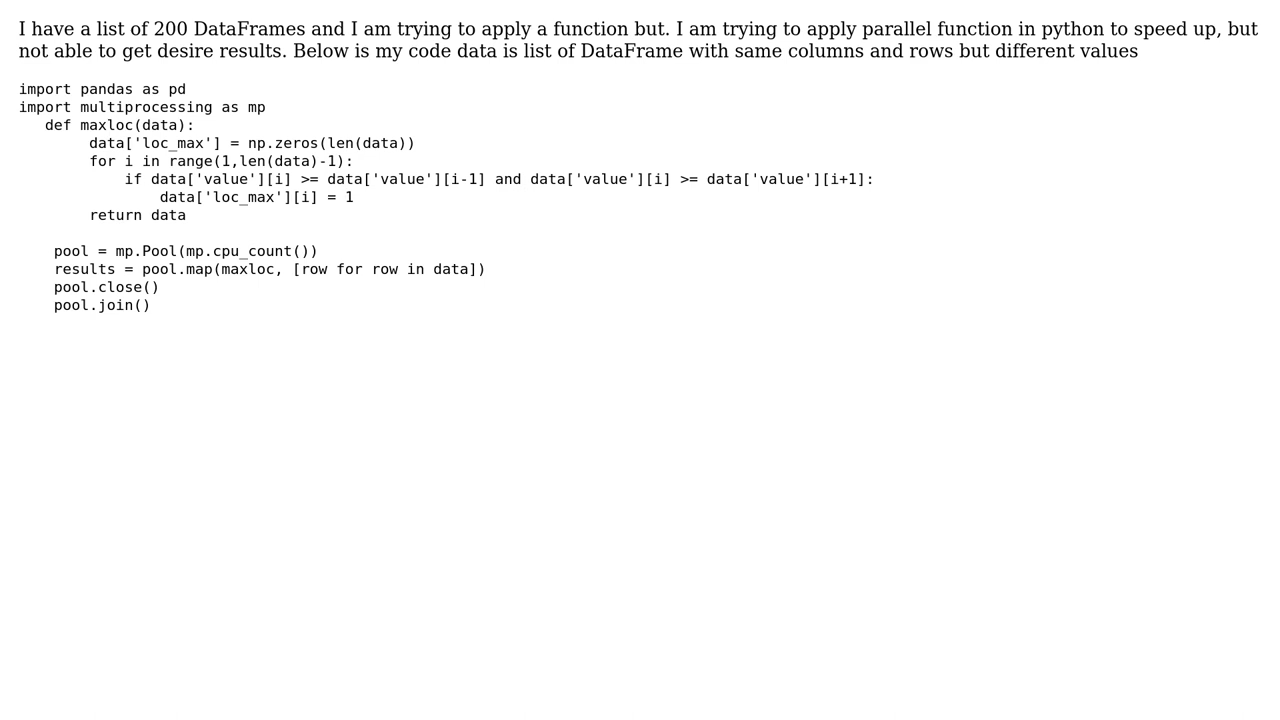 I have a list of 200 DataFrames and I am trying to apply a function but. I am trying to apply parallel function in python to speed up, but
not able to get desire results. Below is my code data is list of DataFrame with same columns and rows but different values
import pandas as pd
import multiprocessing as mp
   def maxloc(data):
        data['loc_max'] = np.zeros(len(data))
        for i in range(1,len(data)-1):
            if data['value'][i] >= data['value'][i-1] and data['value'][i] >= data['value'][i+1]:
                data['loc_max'][i] = 1
        return data
    pool = mp.Pool(mp.cpu_count())
    results = pool.map(maxloc, [row for row in data])
    pool.close()
    pool.join()